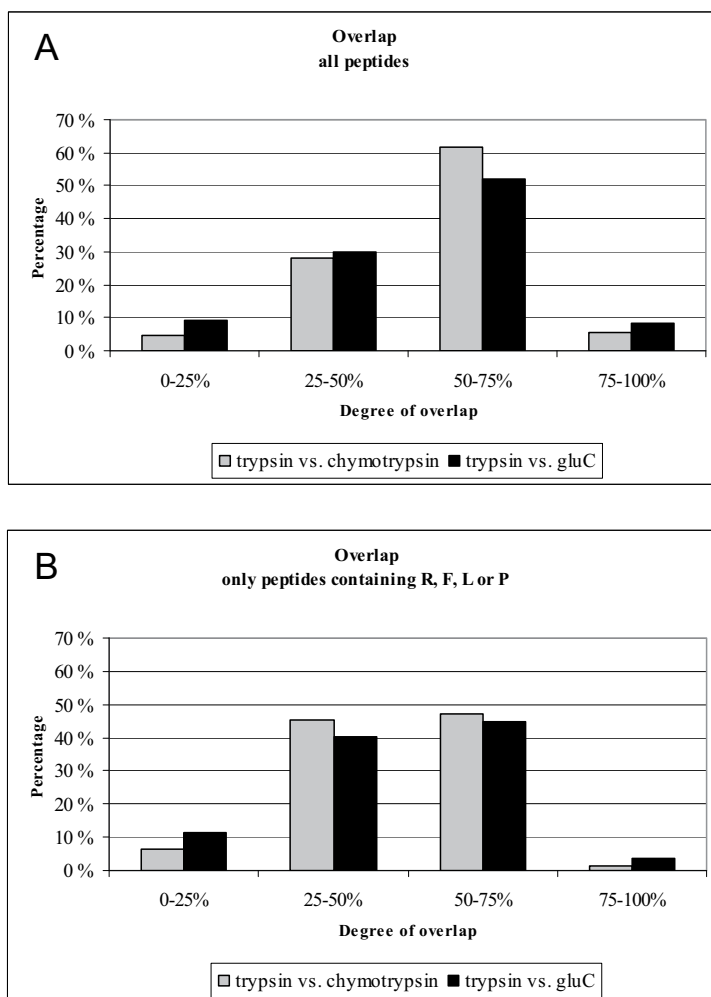 A
Overlap
all peptides
70 %
60 %
50 %
40 %
30 %
20 %
10 %
0 %
Percentage
0-25% 25-50% 50-75% 75-100%
Degree of overlap
trypsin vs. chymotrypsin trypsin vs. gluC
B
Overlap
only peptides containing R, F, L or P
70 %
60 %
50 %
40 %
30 %
20 %
10 %
0 %
Percentage
0-25% 25-50% 50-75% 75-100%
Degree of overlap
trypsin vs. chymotrypsin trypsin vs. gluC